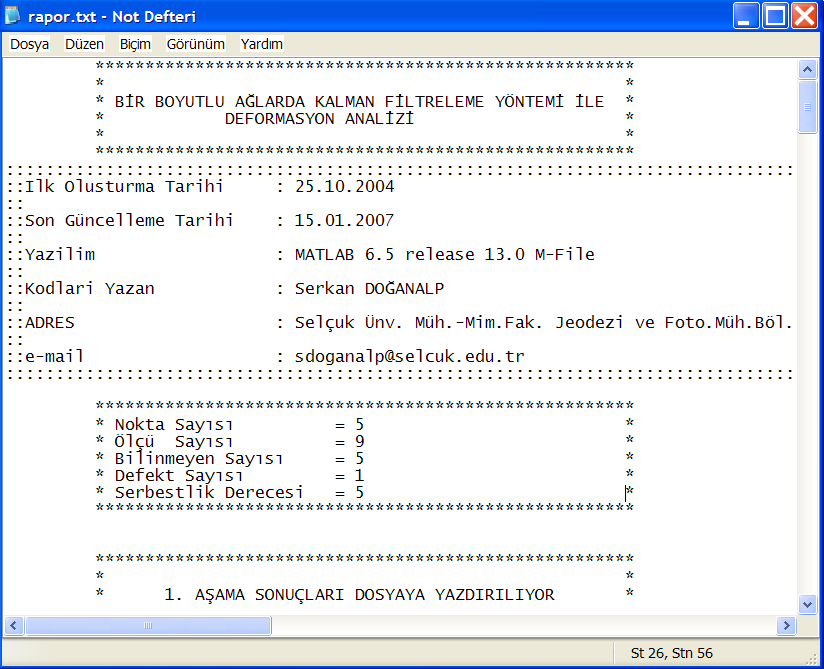 rapor.txt - Not Defteri
Dosya Düzen Biçim Görünüm Yardım
******************************************************
* *
* BİR BOYUTLU AĞLARDA KALMAN FİLTRELEME YÖNTEMİ İLE *
* DEFORMASYON ANALİZİ *
* *
******************************************************
:::::::::::::::::::::::::::::::::::::::::::::::::::::::::::::::::::::::::::::::
::Ilk Olusturma Tarihi : 25.10.2004
::
::Son Güncelleme Tarihi : 15.01.2007
::
::Yazilim : MATLAB 6.5 release 13.0 M-File
::
::Kodlari Yazan : Serkan DOĞANALP
::
::ADRES : Selçuk Ünv. Müh.-Mim.Fak. Jeodezi ve Foto.Müh.Böl.
::
::e-mail : sdoganalp@selcuk.edu.tr
:::::::::::::::::::::::::::::::::::::::::::::::::::::::::::::::::::::::::::::::
******************************************************
* Nokta Sayısı = 5 *
* Ölçü Sayısı = 9 *
* Bilinmeyen Sayısı = 5 *
* Defekt Sayısı = 1 *
* Serbestlik Derecesi = 5 *
******************************************************
******************************************************
* *
* 1. AŞAMA SONUÇLARI DOSYAYA YAZDIRILIYOR *
St 26, Stn 56